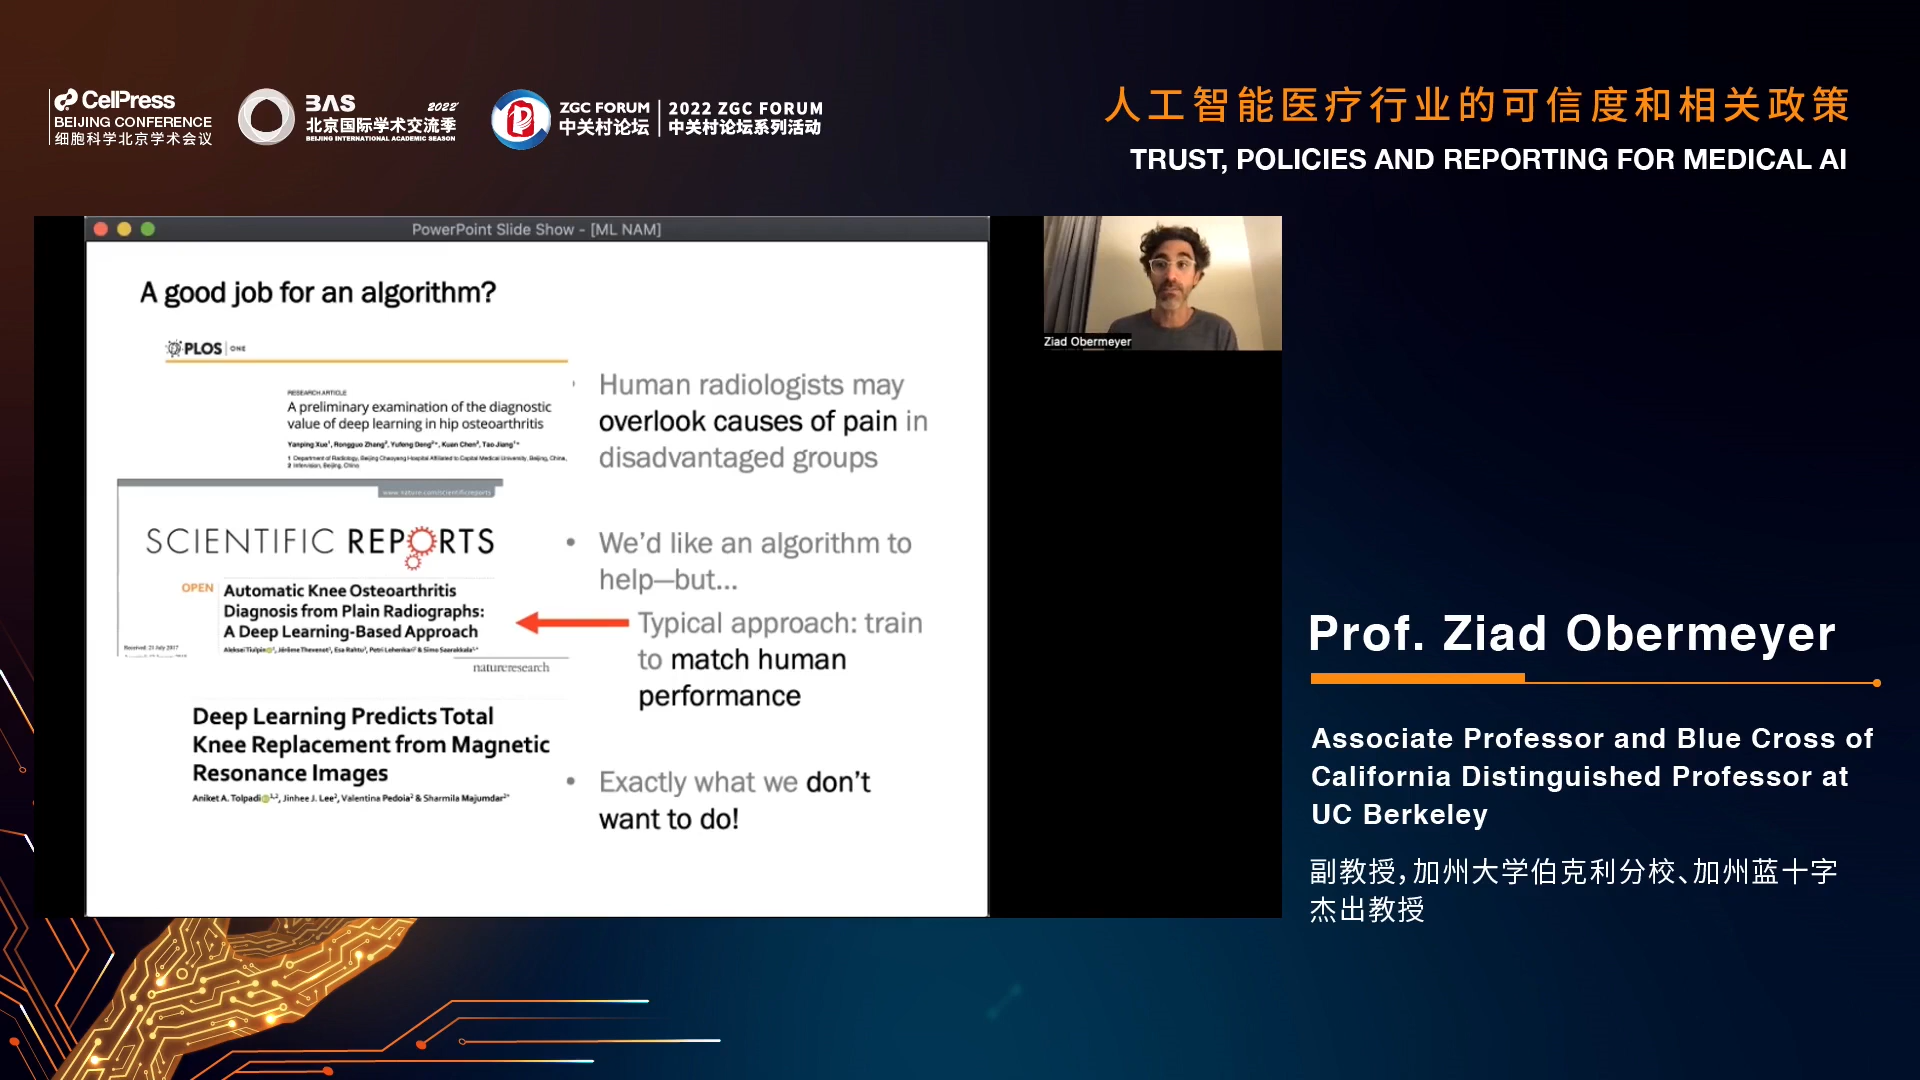 CellPress
BEIJING CONFERENCE
细胞科学北京学术会议
BAS 2022
北京国际学术交流季
BEIJING INTERNATIONAL ACADEMIC SEASON
ZGC FORUM
中关村论坛
2022 ZGC FORUM
中关村论坛系列活动
人工智能医疗行业的可信度和相关政策
TRUST, POLICIES AND REPORTING FOR MEDICAL AI
PowerPoint Slide Show - [ML NAM]
A good job for an algorithm?
PLOS ONE
RESEARCH ARTICLE
A preliminary examination of the diagnostic
value of deep learning in hip osteoarthritis
Yanping Xue1, Rongguo Zhang2, Yufeng Deng2*, Kuan Chen2, Tao Jiang1*
1 Department of Radiology, Beijing Chaoyang Hospital Affiliated to Capital Medical University, Beijing, China,
2 Infervision, Beijing, China
www.nature.com/scientificreports
SCIENTIFIC REPORTS
OPEN
Automatic Knee Osteoarthritis
Diagnosis from Plain Radiographs:
A Deep Learning-Based Approach
Received: 21 July 2017
Aleksei Tiulpin, Jérôme Thevenot, Esa Rahtu, Petri Lehenkari & Simo Saarakkala
natureresearch
Deep Learning Predicts Total
Knee Replacement from Magnetic
Resonance Images
Aniket A. Tolpadi1,2, Jinhee J. Lee2, Valentina Pedoia2 & Sharmila Majumdar2*
Human radiologists may
overlook causes of pain in
disadvantaged groups
• We'd like an algorithm to
help—but...
Typical approach: train
to match human
performance
• Exactly what we don't
want to do!
Ziad Obermeyer
Prof. Ziad Obermeyer
Associate Professor and Blue Cross of
California Distinguished Professor at
UC Berkeley
副教授,加州大学伯克利分校、加州蓝十字
杰出教授